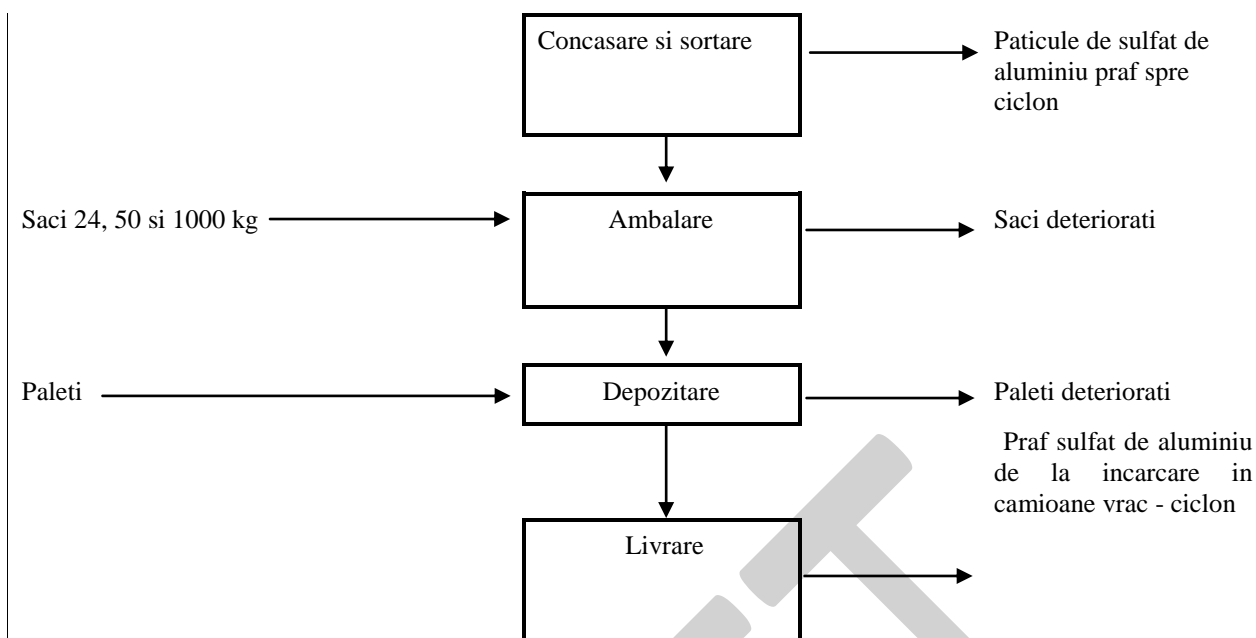 Concasare si sortare
Paticule de sulfat de
aluminiu praf spre
ciclon
Saci 24, 50 si 1000 kg
Ambalare
Saci deteriorati
Paleti
Depozitare
Paleti deteriorati
Praf sulfat de aluminiu
de la incarcare in
camioane vrac - ciclon
Livrare